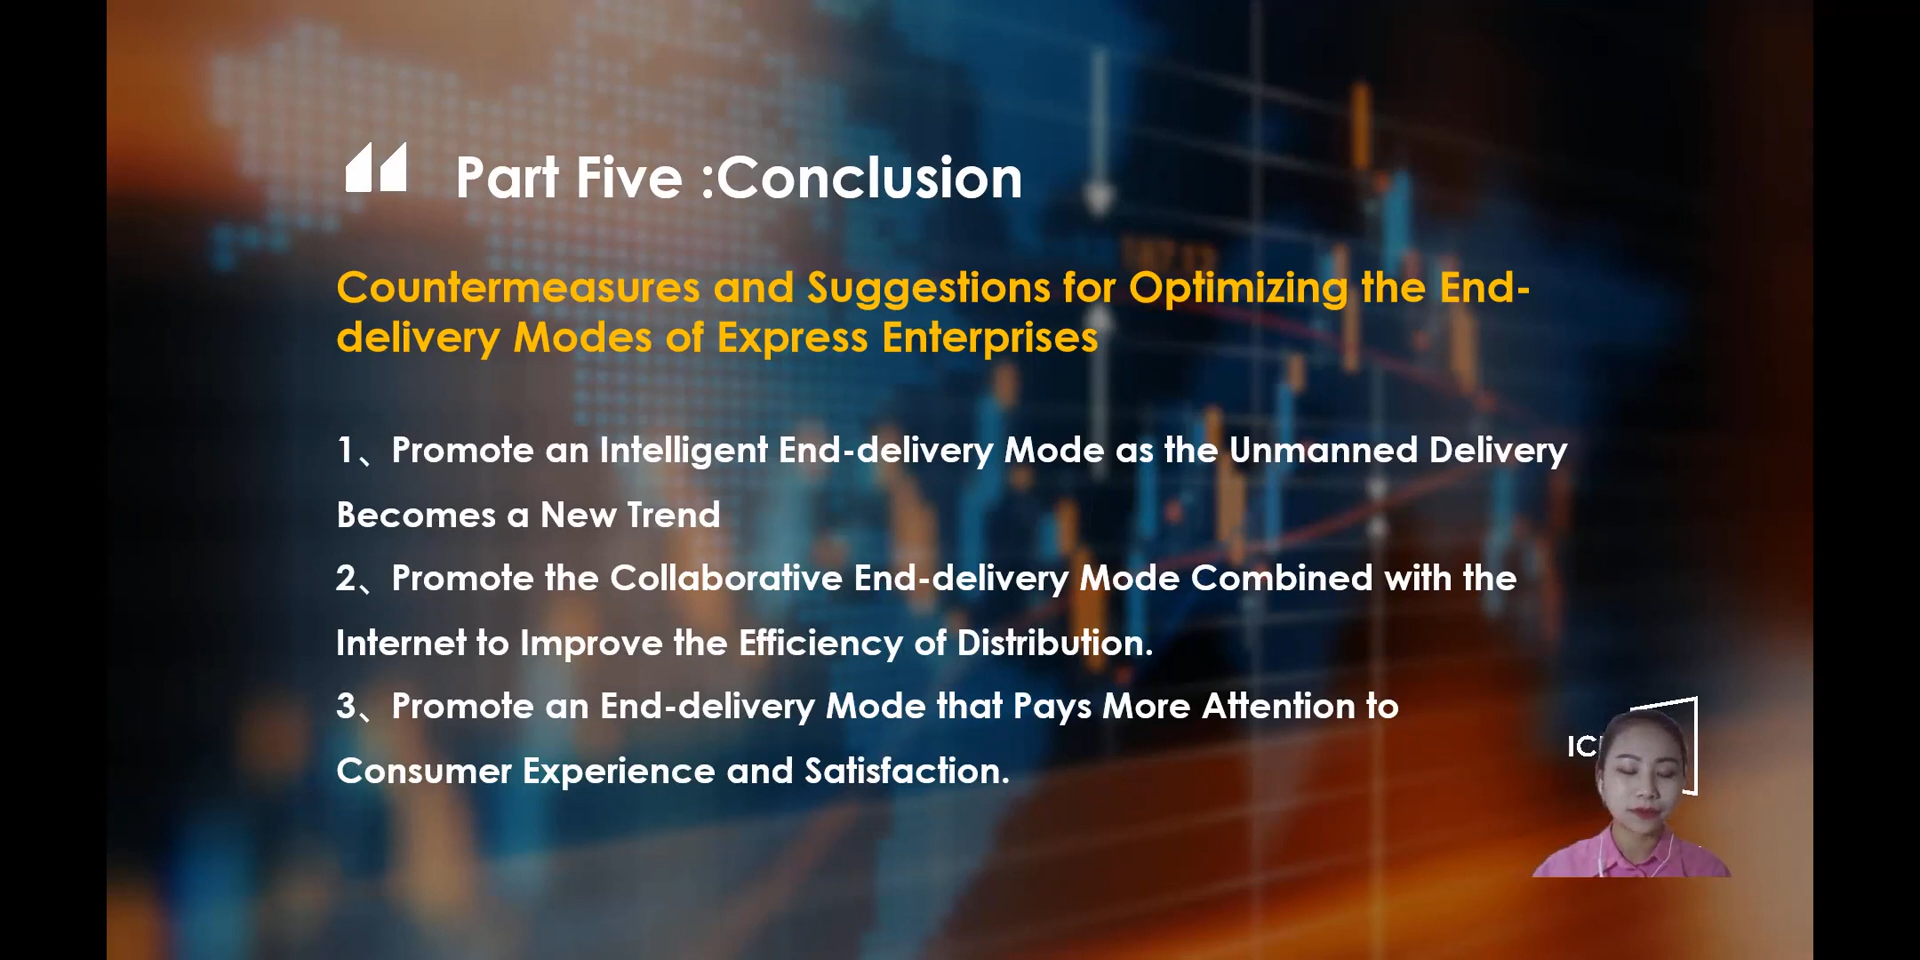 Part Five :Conclusion
Countermeasures and Suggestions for Optimizing the End-
delivery Modes of Express Enterprises
1、Promote an Intelligent End-delivery Mode as the Unmanned Delivery
Becomes a New Trend
2、Promote the Collaborative End-delivery Mode Combined with the
Internet to Improve the Efficiency of Distribution.
3、Promote an End-delivery Mode that Pays More Attention to
Consumer Experience and Satisfaction.